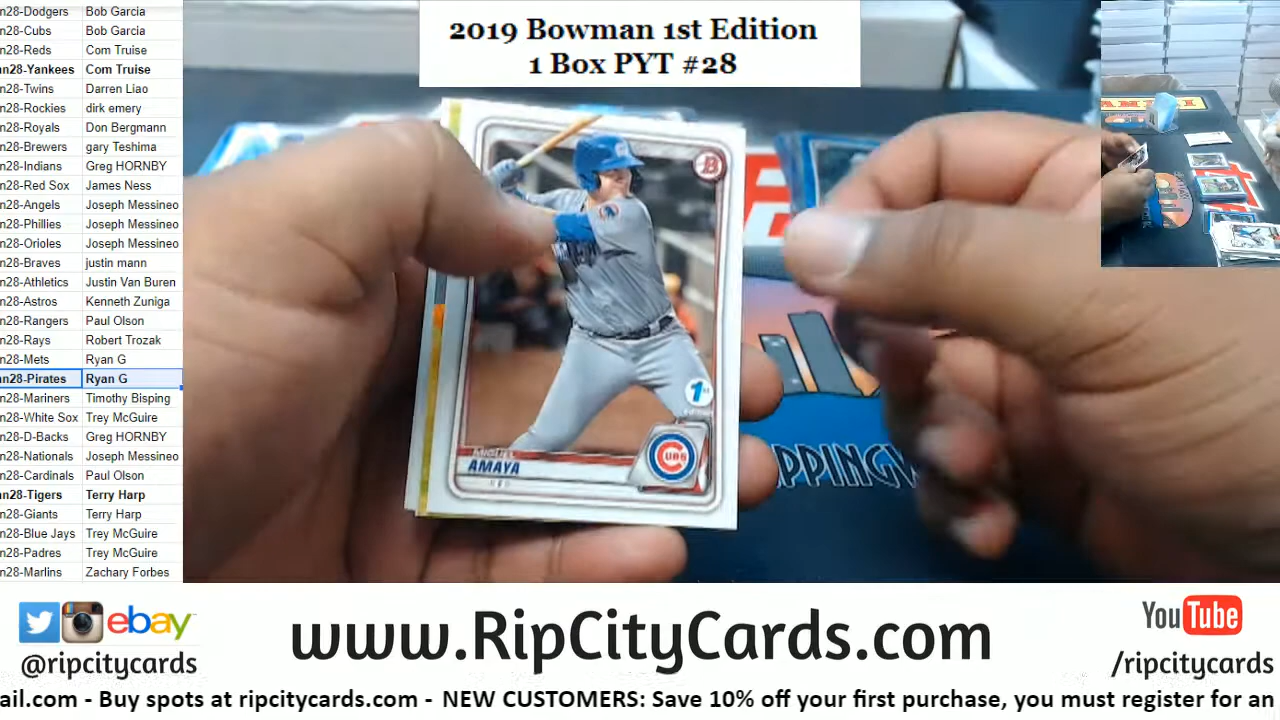 n28-Dodgers Bob Garcia
n28-Cubs Bob Garcia
n28-Reds Com Truise
an28-Yankees Com Truise
n28-Twins Darren Liao
n28-Rockies dirk emery
n28-Royals Don Bergmann
n28-Brewers gary Teshima
n28-Indians Greg HORNBY
n28-Red Sox James Ness
n28-Angels Joseph Messineo
n28-Phillies Joseph Messineo
n28-Orioles Joseph Messineo
n28-Braves justin mann
n28-Athletics Justin Van Buren
n28-Astros Kenneth Zuniga
n28-Rangers Paul Olson
n28-Rays Robert Trozak
n28-Mets Ryan G
an28-Pirates Ryan G
n28-Mariners Timothy Bisping
n28-White Sox Trey McGuire
n28-D-Backs Greg HORNBY
n28-Nationals Joseph Messineo
n28-Cardinals Paul Olson
an28-Tigers Terry Harp
n28-Giants Terry Harp
n28-Blue Jays Trey McGuire
n28-Padres Trey McGuire
n28-Marlins Zachary Forbes
2019 Bowman 1st Edition
1 Box PYT #28
B
1st
MIGUEL
AMAYA
CUBS
PPINGW
ebay
@ripcitycards
www.RipCityCards.com
YouTube
/ripcitycards
ail.com - Buy spots at ripcitycards.com - NEW CUSTOMERS: Save 10% off your first purchase, you must register for an